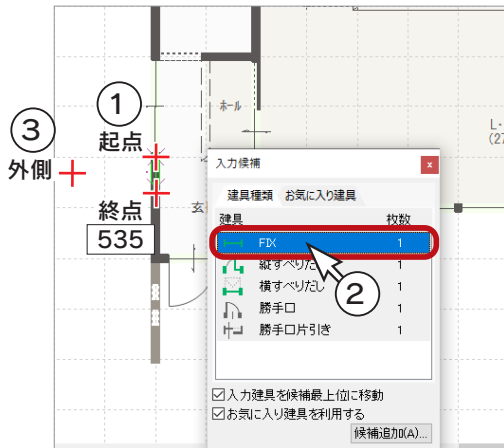 ホール
①
起点
③
外側
終点
535
玄
L・
(27
入力候補
x
建具種類 お気に入り建具
建具 枚数
FIX 1
縦すべりだ 1
横すべりだし 1
勝手口 1
勝手口片引き 1
②
入力建具を候補最上位に移動
お気に入り建具を利用する
候補追加(A)...